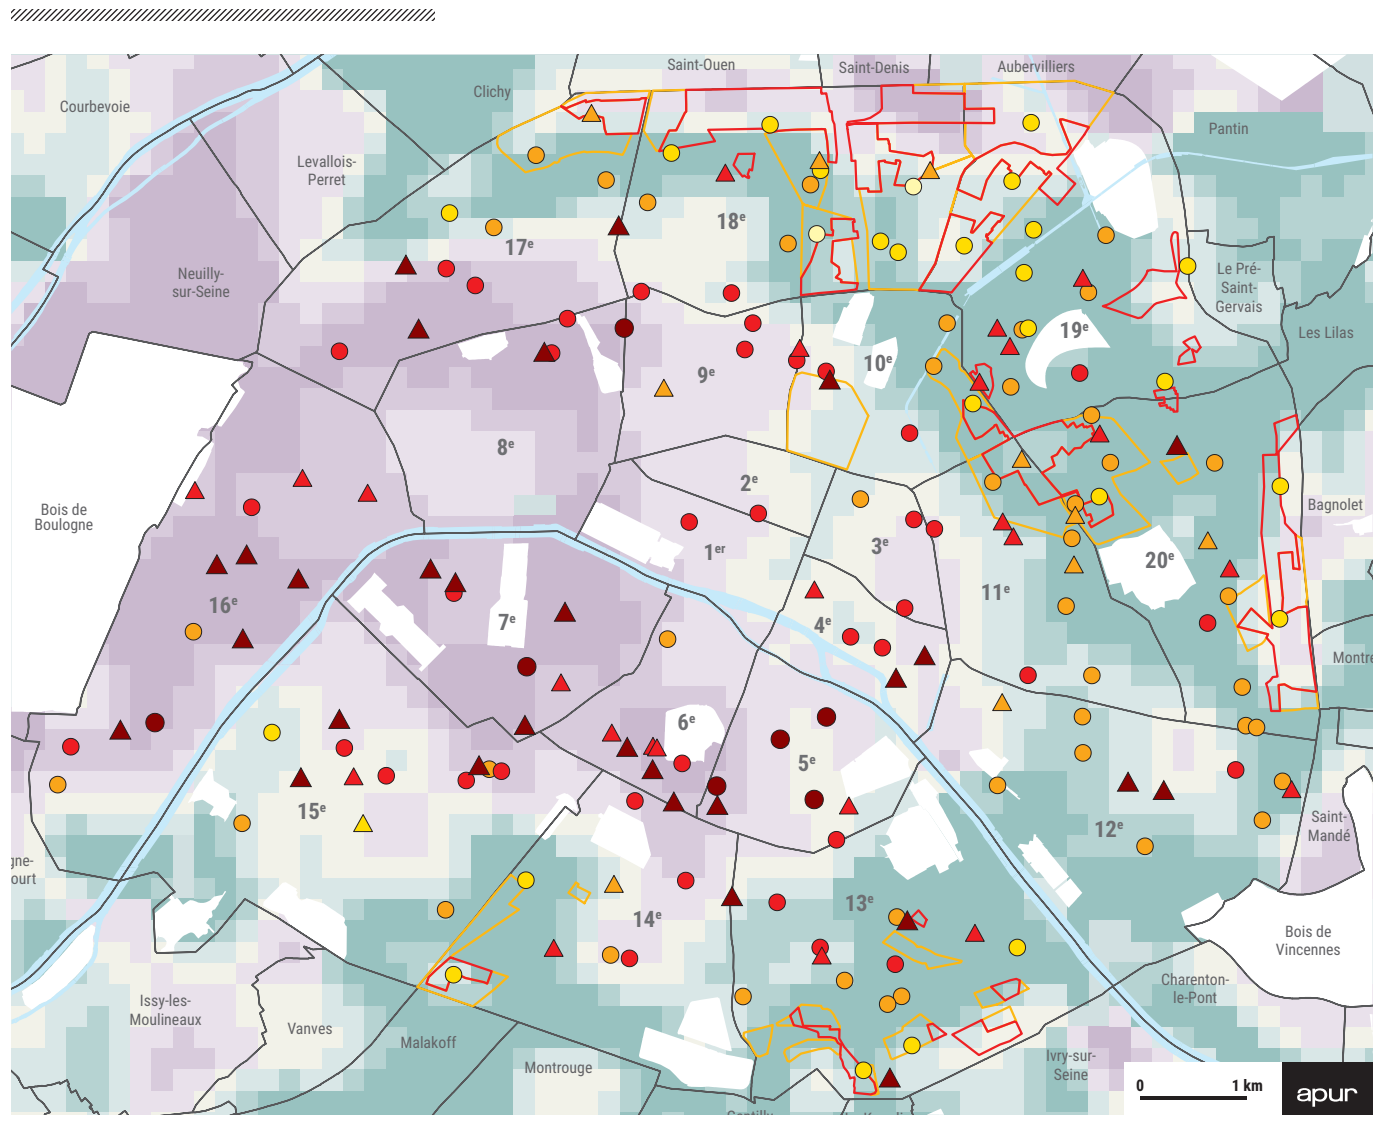 Saint-Ouen
Saint-Denis
Aubervilliers
Clichy
Courbevoie
Pantin
Levallois-
Perret
18e
17e
Neuilly-
sur-Seine
Le Pré-
Saint-
Gervais
19e
Les Lilas
10e
9e
8e
2e
Bois de
Boulogne
Bagnolet
1er
3e
20e
11e
16e
7e
4e
Montre
6e
5e
15e
12e
Saint-
Mandé
gne-
ourt
13e
14e
Bois de
Vincennes
Charenton-
le-Pont
Issy-les-
Moulineaux
Vanves
Malakoff
Montrouge
Ivry-sur-
Seine
0 1 km
apur